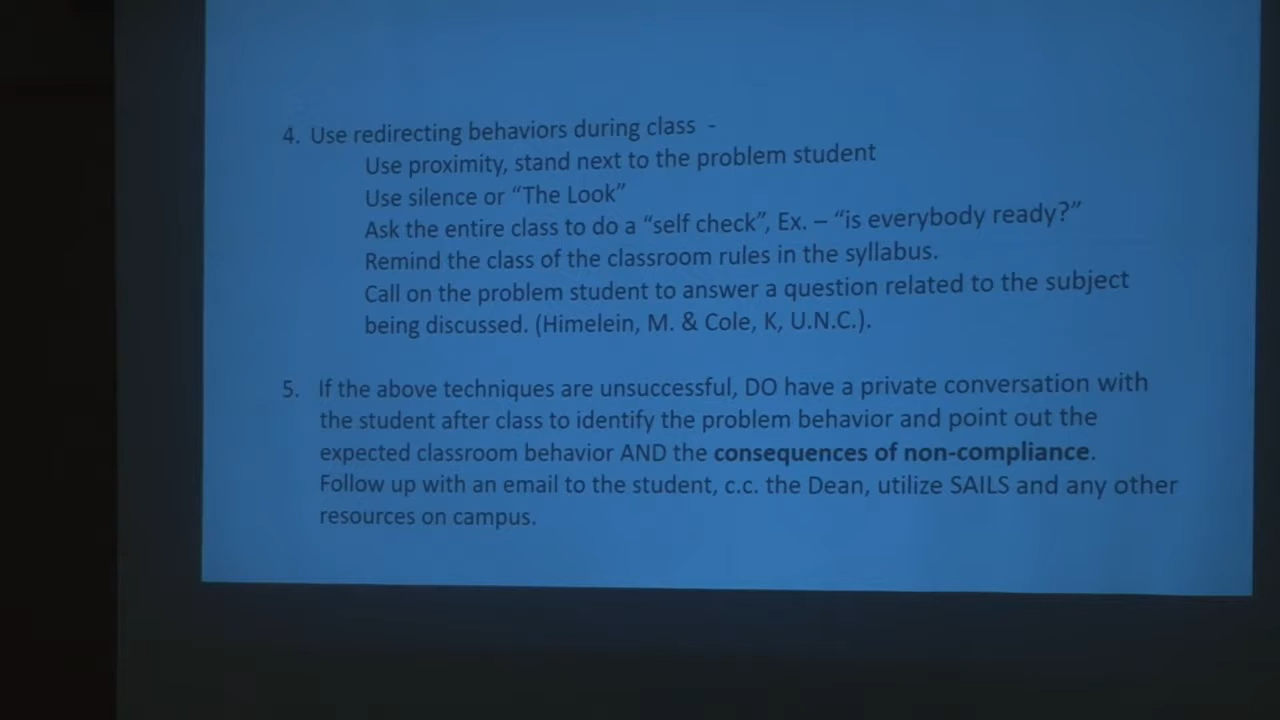 4. Use redirecting behaviors during class -
Use proximity, stand next to the problem student
Use silence or “The Look”
Ask the entire class to do a “self check”, Ex. – “is everybody ready?”
Remind the class of the classroom rules in the syllabus.
Call on the problem student to answer a question related to the subject
being discussed. (Himelein, M. & Cole, K, U.N.C.).
5. If the above techniques are unsuccessful, DO have a private conversation with
the student after class to identify the problem behavior and point out the
expected classroom behavior AND the consequences of non-compliance.
Follow up with an email to the student, c.c. the Dean, utilize SAILS and any other
resources on campus.